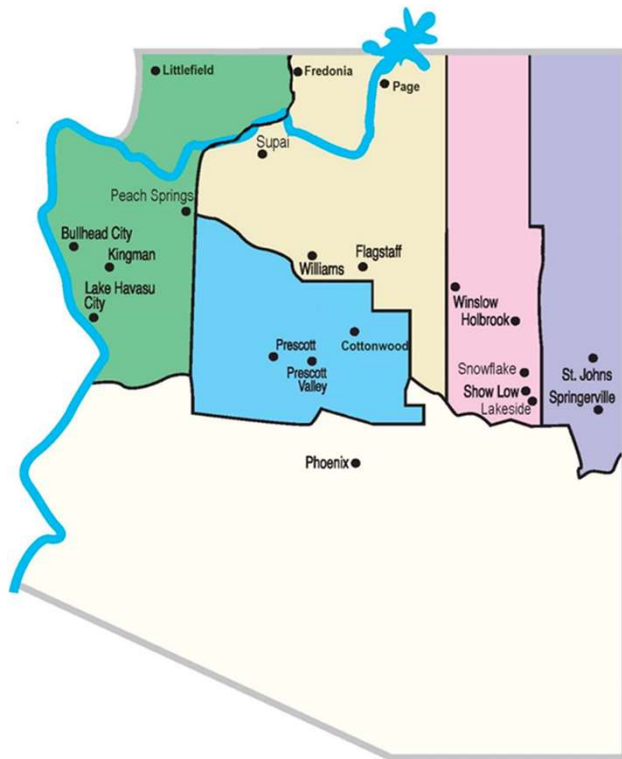 Littlefield
Fredonia
Page
Supai
Peach Springs
Bullhead City
Kingman
Lake Havasu
City
Williams
Flagstaff
Winslow
Holbrook
Prescott
Prescott
Valley
Cottonwood
Snowflake
Show Low
Lakeside
St. Johns
Springerville
Phoenix